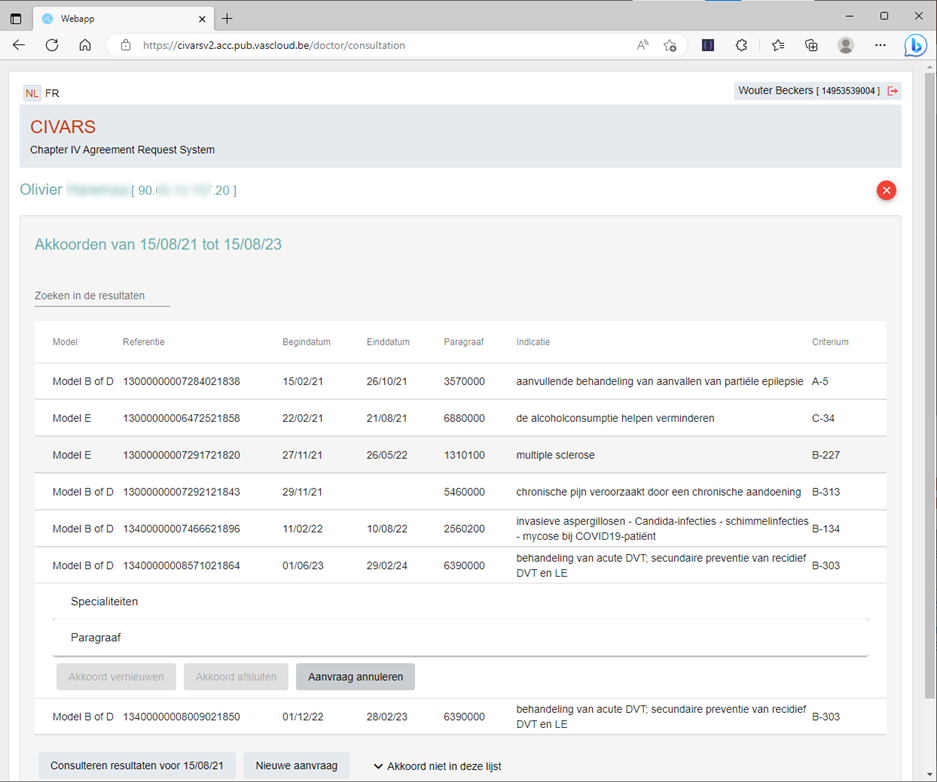 Webapp
https://civarsv2.acc.pub.vascloud.be/doctor/consultation
NL FR
Wouter Beckers [ 14953539004 ]
CIVARS
Chapter IV Agreement Request System
Olivier [ 90. .20 ]
Akkoorden van 15/08/21 tot 15/08/23
Zoeken in de resultaten
Model Referentie Begindatum Einddatum Paragraaf Indicatie Criterium
Model B of D 13000000007284021838 15/02/21 26/10/21 3570000 aanvullende behandeling van aanvallen van partiële epilepsie A-5
Model E 13000000006472521858 22/02/21 21/08/21 6880000 de alcoholconsumptie helpen verminderen C-34
Model E 13000000007291721820 27/11/21 26/05/22 1310100 multiple sclerose B-227
Model B of D 13000000007292121843 29/11/21 5460000 chronische pijn veroorzaakt door een chronische aandoening B-313
Model B of D 13400000007466621896 11/02/22 10/08/22 2560200 invasieve aspergillosen - Candida-infecties - schimmelinfecties
- mycose bij COVID19-patiënt B-134
Model B of D 13400000008571021864 01/06/23 29/02/24 6390000 behandeling van acute DVT; secundaire preventie van recidief
DVT en LE B-303
Specialiteiten
Paragraaf
Akkoord vernieuwen Akkoord afsluiten Aanvraag annuleren
Model B of D 13400000008009021850 01/12/22 28/02/23 6390000 behandeling van acute DVT; secundaire preventie van recidief
DVT en LE B-303
Consulteren resultaten voor 15/08/21 Nieuwe aanvraag Akkoord niet in deze lijst